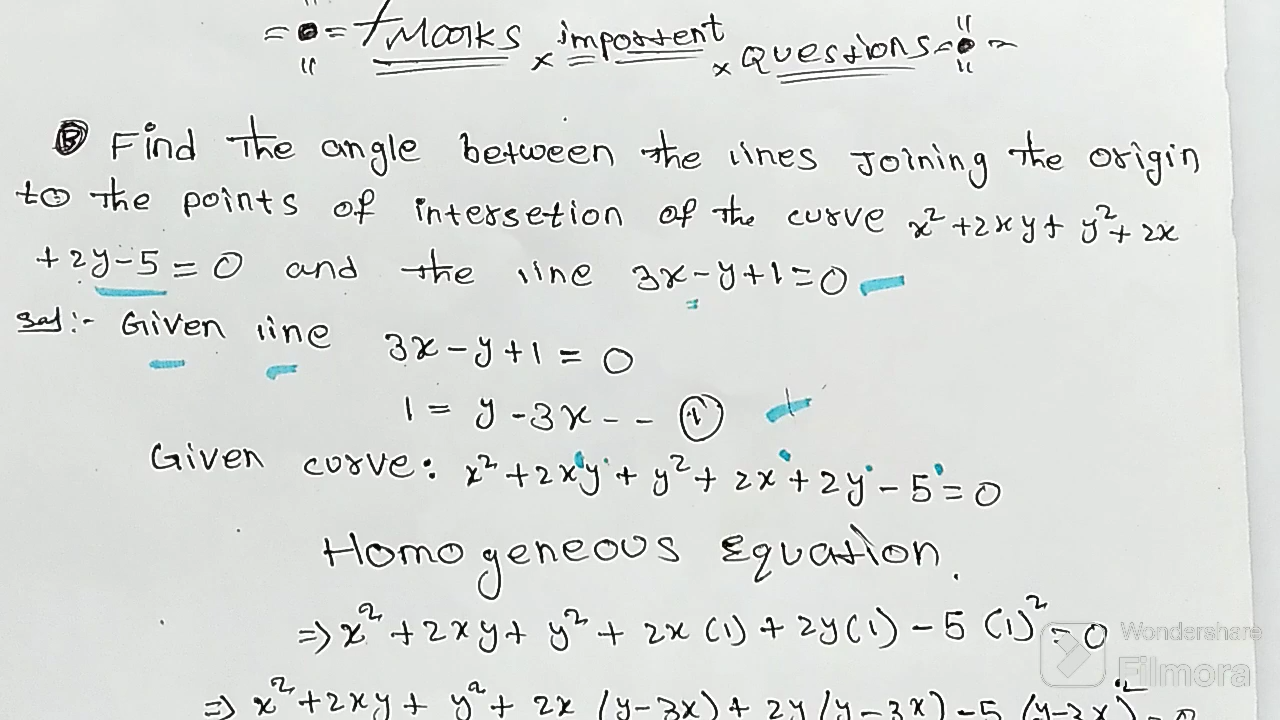 7 Marks × importent × Questions
Find the angle between the lines Joining the origin
to the points of intersetion of the curve x²+2xy+y²+2x
+2y-5=0 and the line 3x-y+1=0
Sol:- Given line 3x-y+1=0
1 = y-3x -- ①
Given curve: x²+2xy+y²+2x+2y-5=0
Homogeneous Equation.
⇒ x²+2xy+y²+2x(1)+2y(1)-5(1)²=0
⇒ x²+2xy+y²+2x(y-3x)+2y(y-3x)-5(y-3x)²=0
Wondershare
Filmora